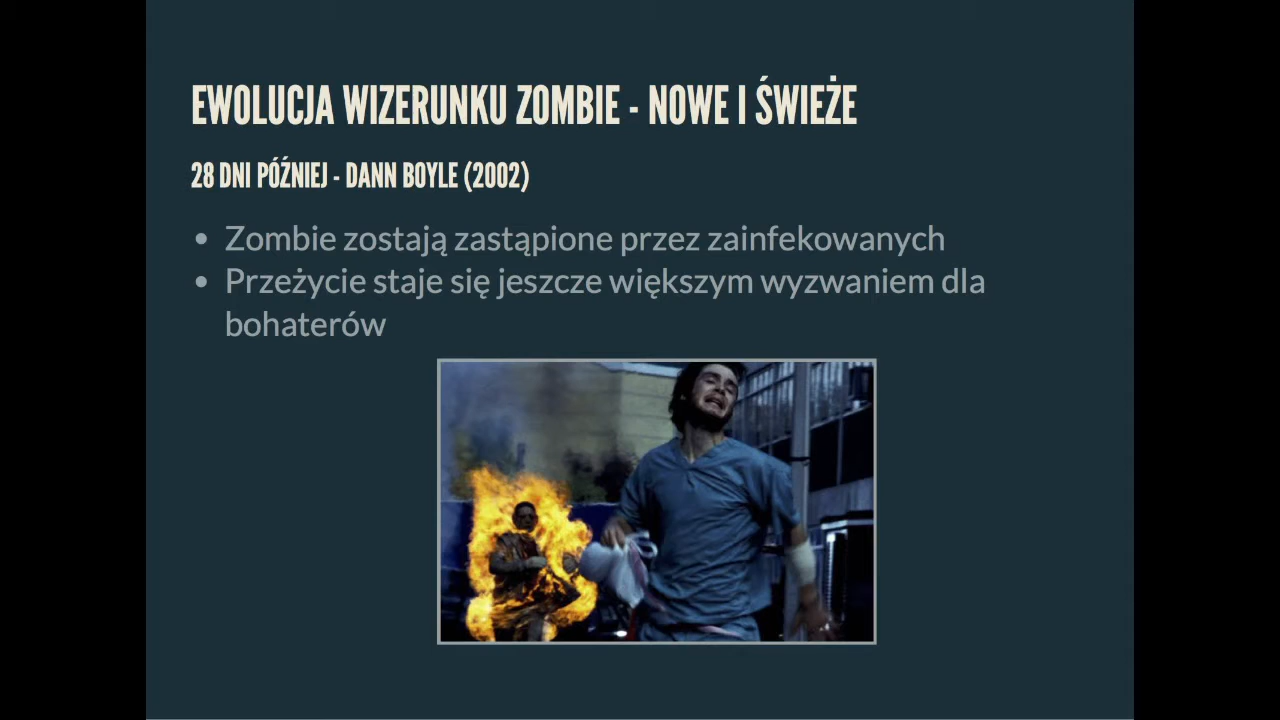 EWOLUCJA WIZERUNKU ZOMBIE - NOWE I ŚWIEŻE
28 DNI PÓŹNIEJ - DANN BOYLE (2002)
• Zombie zostają zastąpione przez zainfekowanych
• Przeżycie staje się jeszcze większym wyzwaniem dla
bohaterów